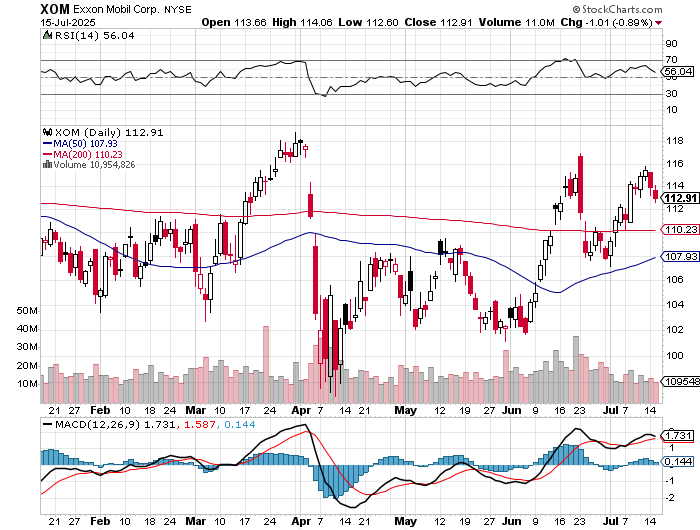 XOM Exxon Mobil Corp. NYSE © StockCharts.com
15-Jul-2025 Open 113.66 High 114.06 Low 112.60 Close 112.91 Volume 11.0M Chg -1.01 (-0.89%)
RSI(14) 56.04
90
70
56.04
50
30
10
XOM (Daily) 112.91
MA(50) 107.93
MA(200) 110.23
Volume 10,954,826
118
116
114
112.91
112
110.23
107.93
106
104
102
100
50M
40M
30M
20M
10M
109548
21 27 Feb 10 18 24 Mar 10 17 24 Apr 7 14 21 May 12 19 27 Jun 9 16 23 Jul 7 14
MACD(12,26,9) 1.731, 1.587, 0.144
1.731
1
0.144
-1
-2
21 27 Feb 10 18 24 Mar 10 17 24 Apr 7 14 21 May 12 19 27 Jun 9 16 23 Jul 7 14